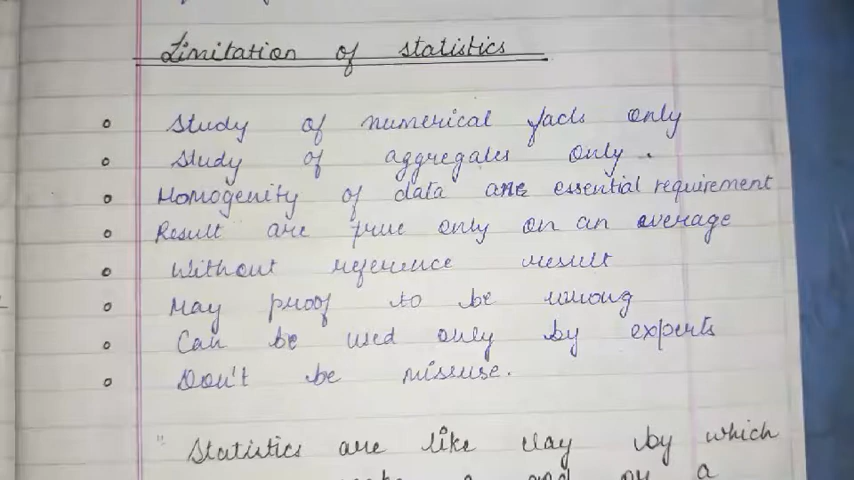 Limitation of statistics
Study of numerical facts only
Study of aggregates only.
Homogenity of data are essential requirement
Result are true only on an average
Without reference result
May proof to be wrong
Can be used only by experts
Don't be missuse.
" Statistics are like clay by which
a